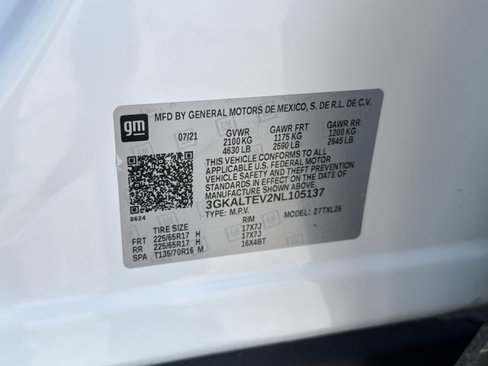 gm
MFD BY GENERAL MOTORS DE MEXICO, S. DE R.L. DE C.V.
07/21 GVWR GAWR FRT GAWR RR
2100 KG 1175 KG 1200 KG
4630 LB 2590 LB 2645 LB
THIS VEHICLE CONFORMS TO ALL
APPLICABLE U.S. FEDERAL MOTOR
VEHICLE SAFETY AND THEFT PREVENTION
STANDARDS IN EFFECT ON THE DATE OF
MANUFACTURE SHOWN ABOVE.
3GKALTEV2NL105137
TYPE: M.P.V. MODEL: 27TXL26
8624
TIRE SIZE RIM
FRT 225/65R17 H 17X7J
RR 225/65R17 H 17X7J
SPA T135/70R16 M 16X4BT